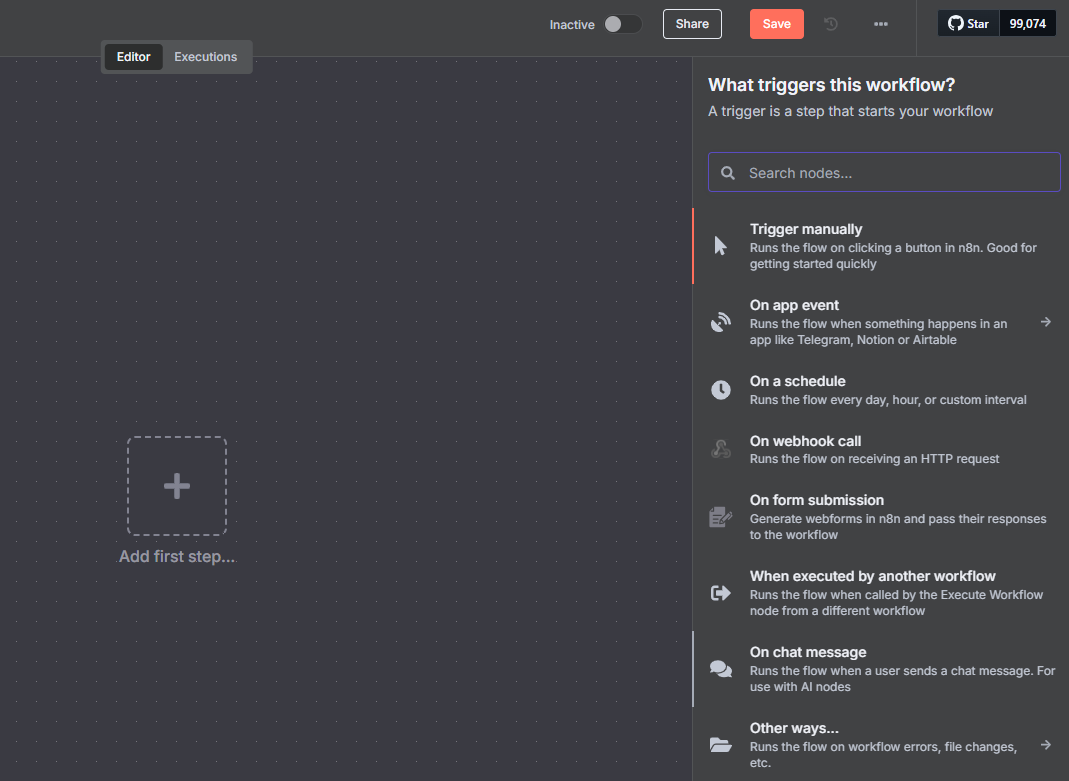 Inactive
Share
Save
Star
99,074
Editor
Executions
What triggers this workflow?
A trigger is a step that starts your workflow
Search nodes...
Trigger manually
Runs the flow on clicking a button in n8n. Good for
getting started quickly
On app event
Runs the flow when something happens in an
app like Telegram, Notion or Airtable
On a schedule
Runs the flow every day, hour, or custom interval
On webhook call
Runs the flow on receiving an HTTP request
On form submission
Generate webforms in n8n and pass their responses
to the workflow
When executed by another workflow
Runs the flow when called by the Execute Workflow
node from a different workflow
On chat message
Runs the flow when a user sends a chat message. For
use with AI nodes
Other ways...
Runs the flow on workflow errors, file changes,
etc.
Add first step...